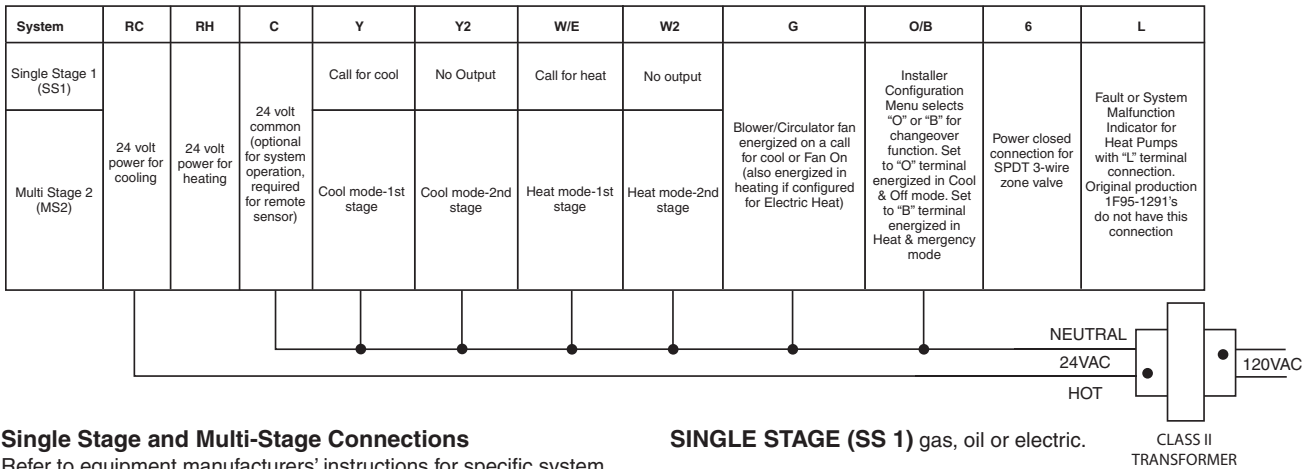 System RC RH C Y Y2 W/E W2 G O/B 6 L
Single Stage 1
(SS1)
Multi Stage 2
(MS2)
24 volt
power for
cooling
24 volt
power for
heating
24 volt
common
(optional
for system
operation,
required
for remote
sensor)
Call for cool
Cool mode-1st
stage
No Output
Cool mode-2nd
stage
Call for heat
Heat mode-1st
stage
No output
Heat mode-2nd
stage
Blower/Circulator fan
energized on a call
for cool or Fan On
(also energized in
heating if configured
for Electric Heat)
Installer
Configuration
Menu selects
“O” or “B” for
changeover
function. Set
to “O” terminal
energized in Cool
& Off mode. Set
to “B” terminal
energized in
Heat & mergency
mode
Power closed
connection for
SPDT 3-wire
zone valve
Fault or System
Malfunction
Indicator for
Heat Pumps
with “L” terminal
connection.
Original production
1F95-1291’s
do not have this
connection
NEUTRAL
24VAC
HOT
120VAC
CLASS II
TRANSFORMER
Single Stage and Multi-Stage Connections
Refer to equipment manufacturers’ instructions for specific system
SINGLE STAGE (SS 1) gas, oil or electric.